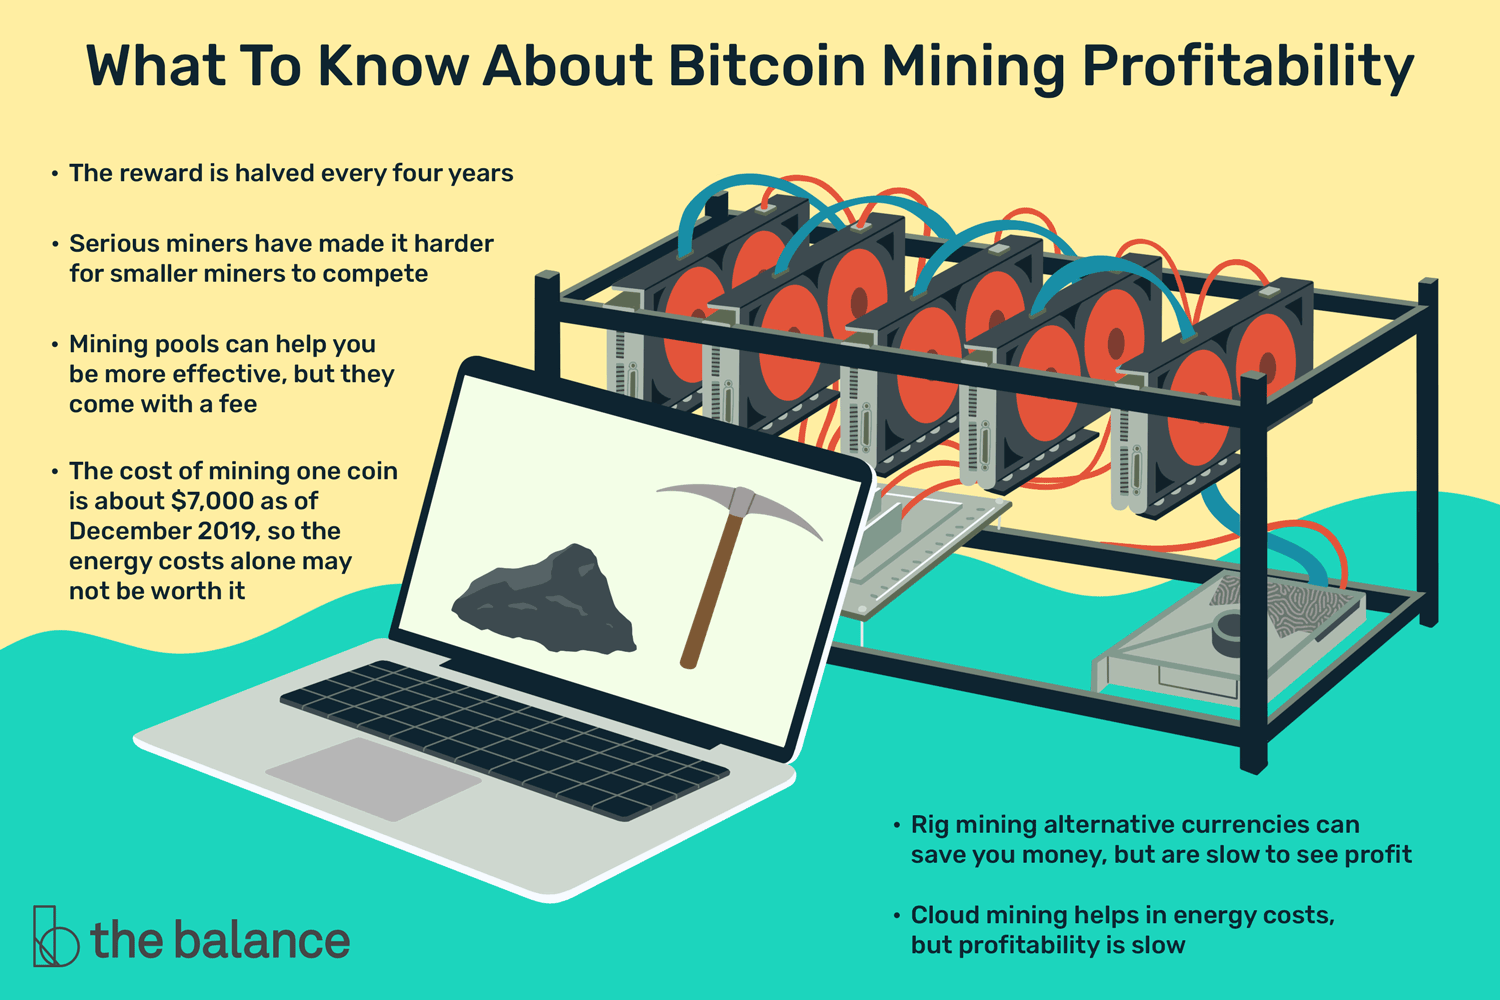 What To Know About Bitcoin Mining Profitability
• The reward is halved every four years
• Serious miners have made it harder
for smaller miners to compete
• Mining pools can help you
be more effective, but they
come with a fee
• The cost of mining one coin
is about $7,000 as of
December 2019, so the
energy costs alone may
not be worth it
• Rig mining alternative currencies can
save you money, but are slow to see profit
• Cloud mining helps in energy costs,
but profitability is slow
the balance